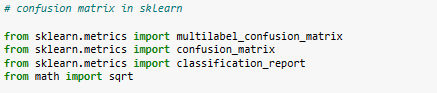 # confusion matrix in sklearn
from sklearn.metrics import multilabel_confusion_matrix
from sklearn.metrics import confusion_matrix
from sklearn.metrics import classification_report
from math import sqrt